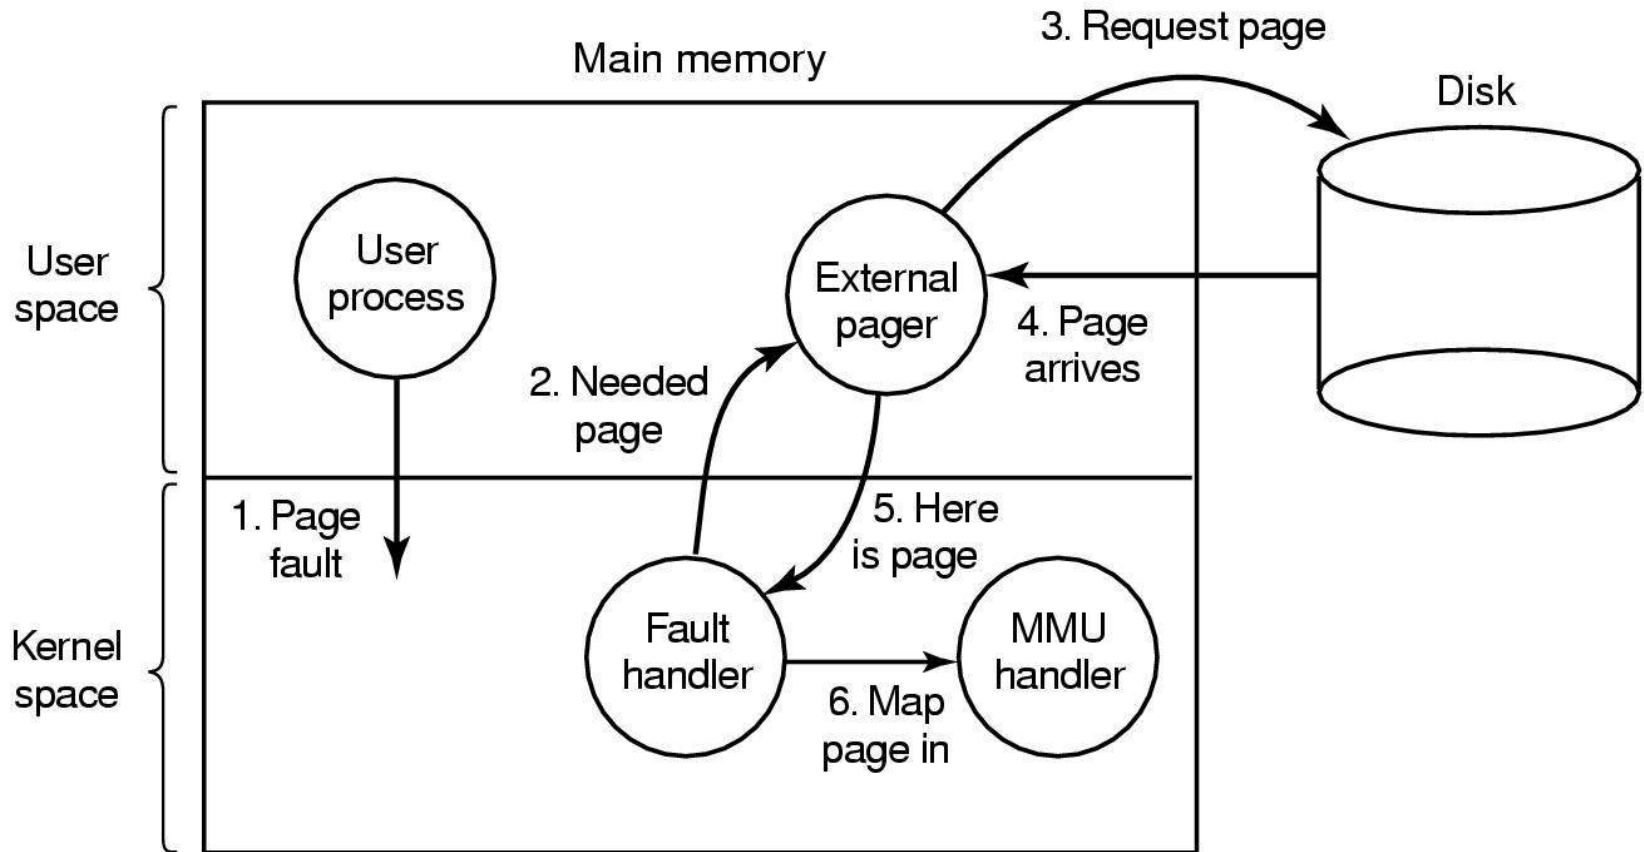 3. Request page
Main memory
Disk
User
space
User
process
External
pager
4. Page
arrives
2. Needed
page
1. Page
fault
5. Here
is page
Kernel
space
Fault
handler
MMU
handler
6. Map
page in